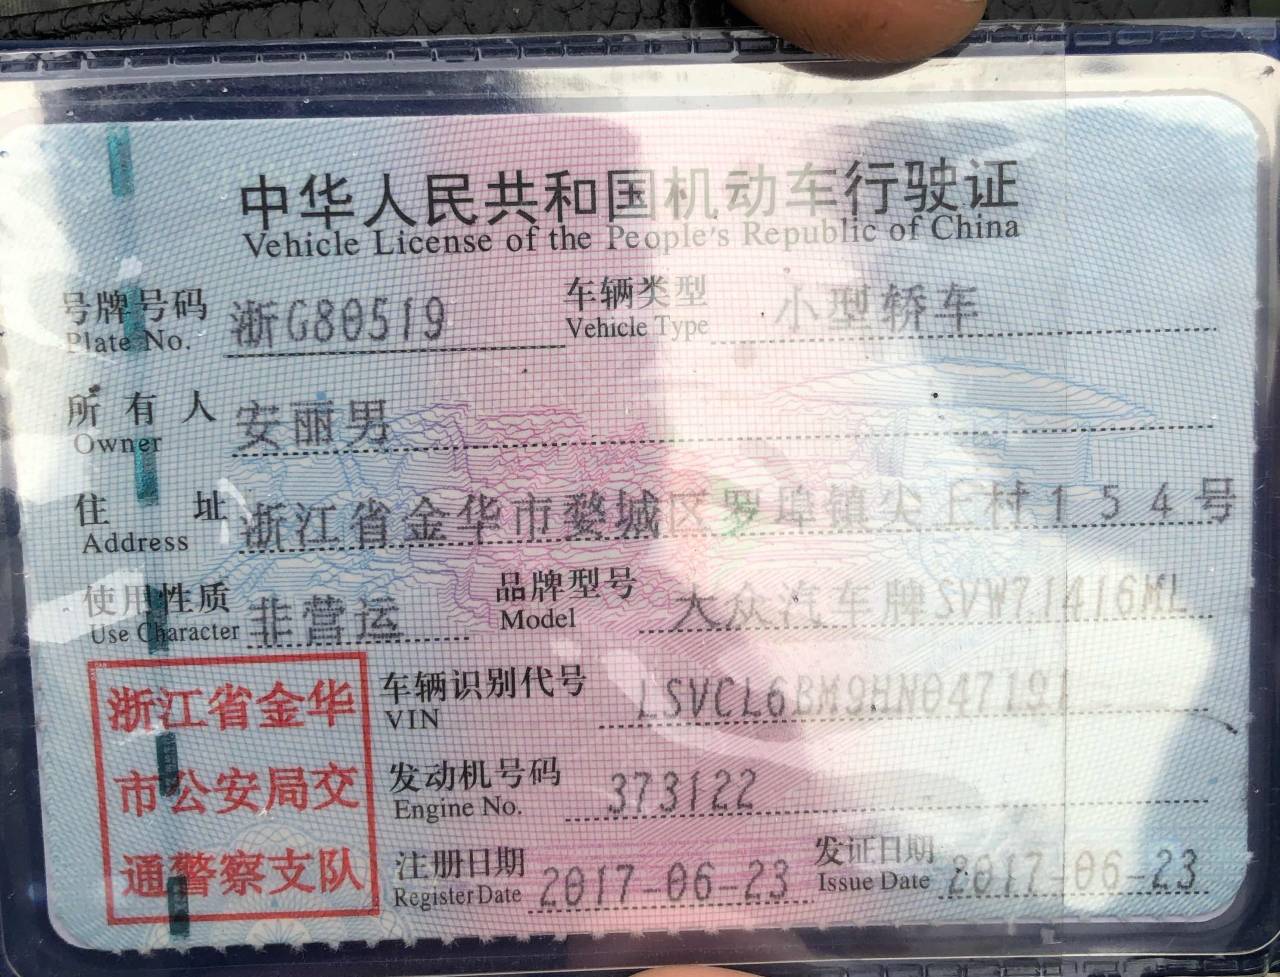 中华人民共和国机动车行驶证
Vehicle License of the People's Republic of China
号牌号码 浙G80519 车辆类型 小型轿车
Plate No. Vehicle Type
所有人 安丽男
Owner
住址 浙江省金华市婺城区罗埠镇尖上村154号
Address
使用性质 非营运 品牌型号 大众汽车牌SVW71416ML
Use Character Model
浙江省金华
市公安局交
通警察支队
车辆识别代号 LSVCL6BM9HN047191
VIN
发动机号码 373122
Engine No.
注册日期 2017-06-23 发证日期 2017-06-23
Register Date Issue Date